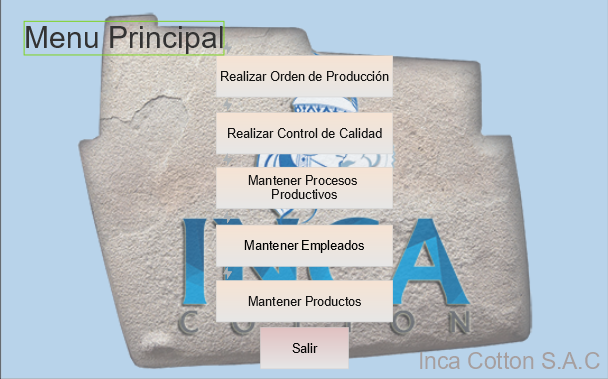 Menu Principal
Realizar Orden de Producción
Realizar Control de Calidad
Mantener Procesos
Productivos
INCA
COTTON
Mantener Empleados
Mantener Productos
Salir
Inca Cotton S.A.C